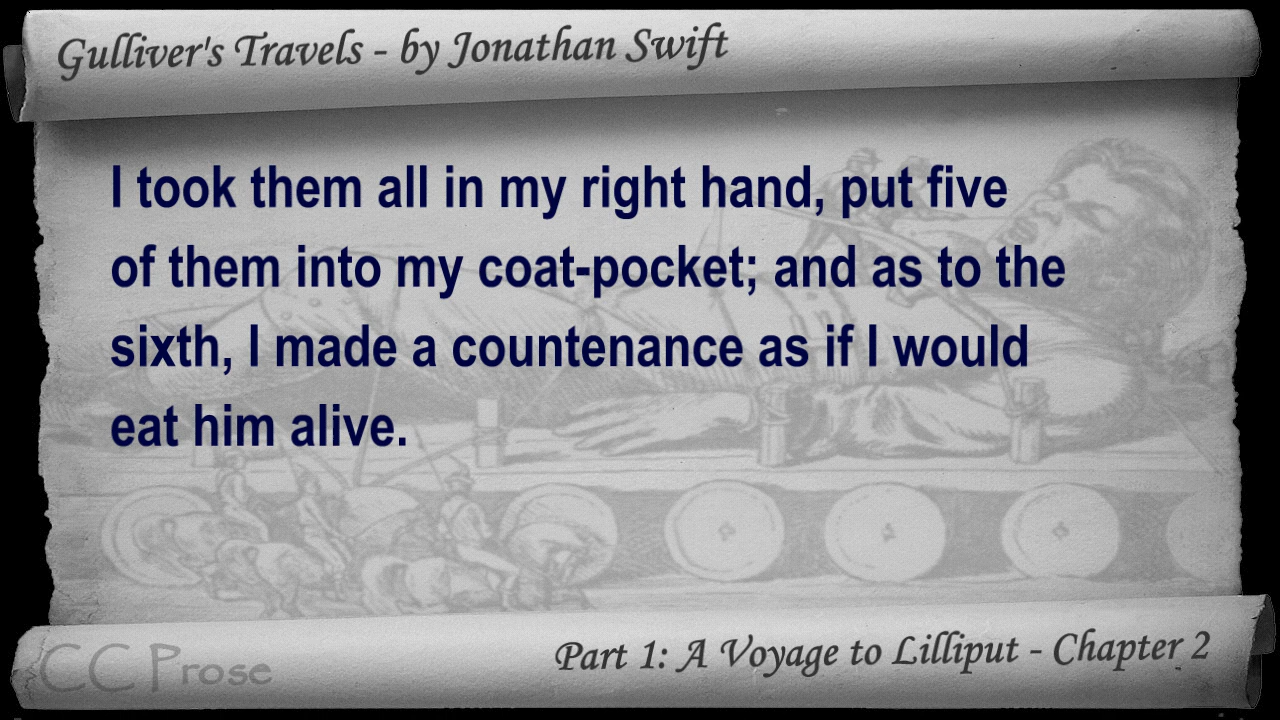 Gulliver's Travels - by Jonathan Swift
I took them all in my right hand, put five
of them into my coat-pocket; and as to the
sixth, I made a countenance as if I would
eat him alive.
CC Prose
Part 1: A Voyage to Lilliput - Chapter 2